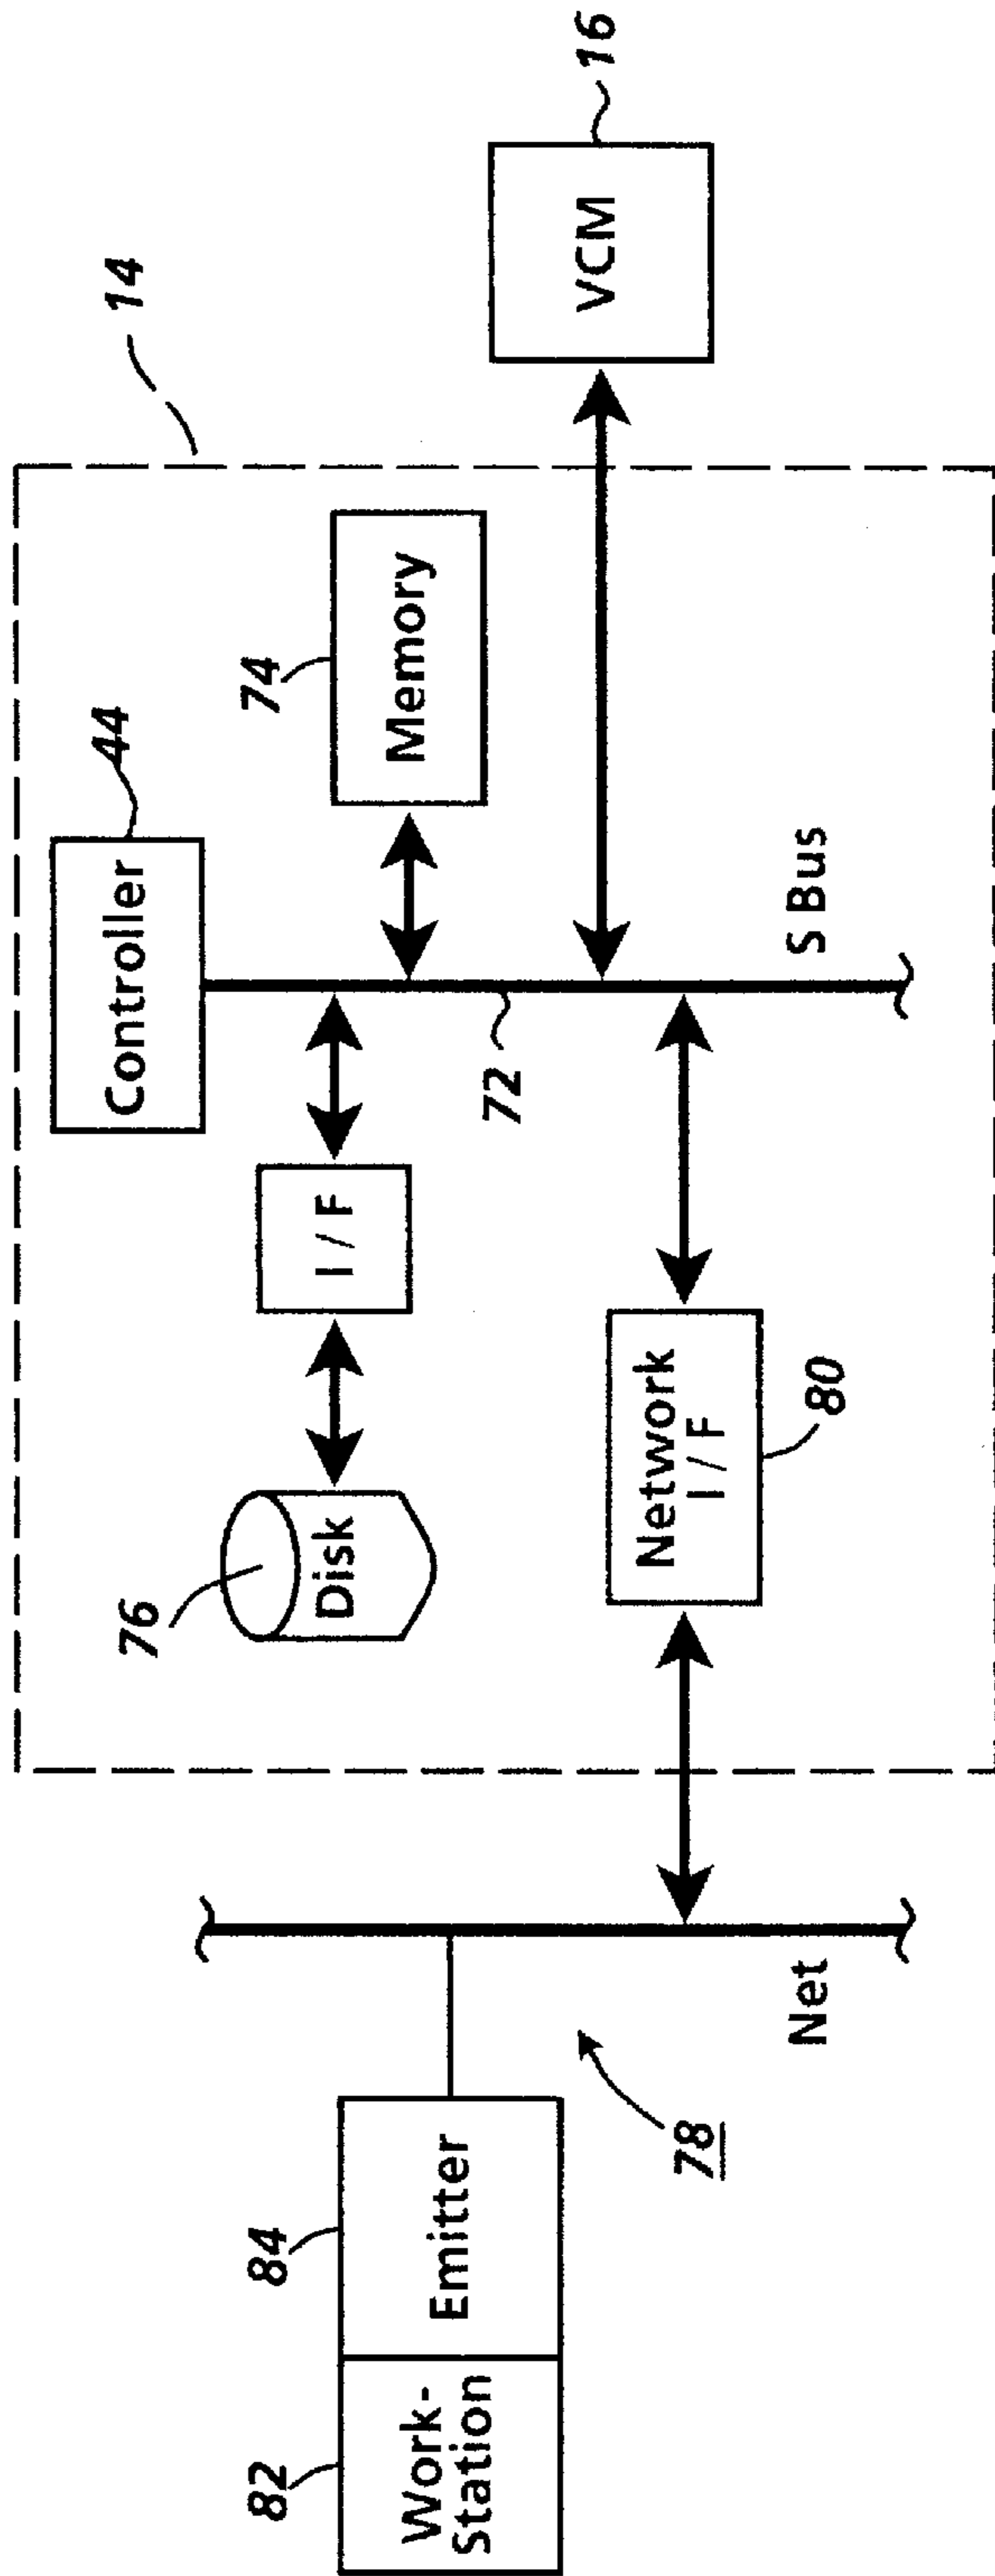 14
44
Controller
74
Memory
16
VCM
76
Disk
I / F
72
S Bus
82
Work-
Station
84
Emitter
78
Net
Network
I / F
80